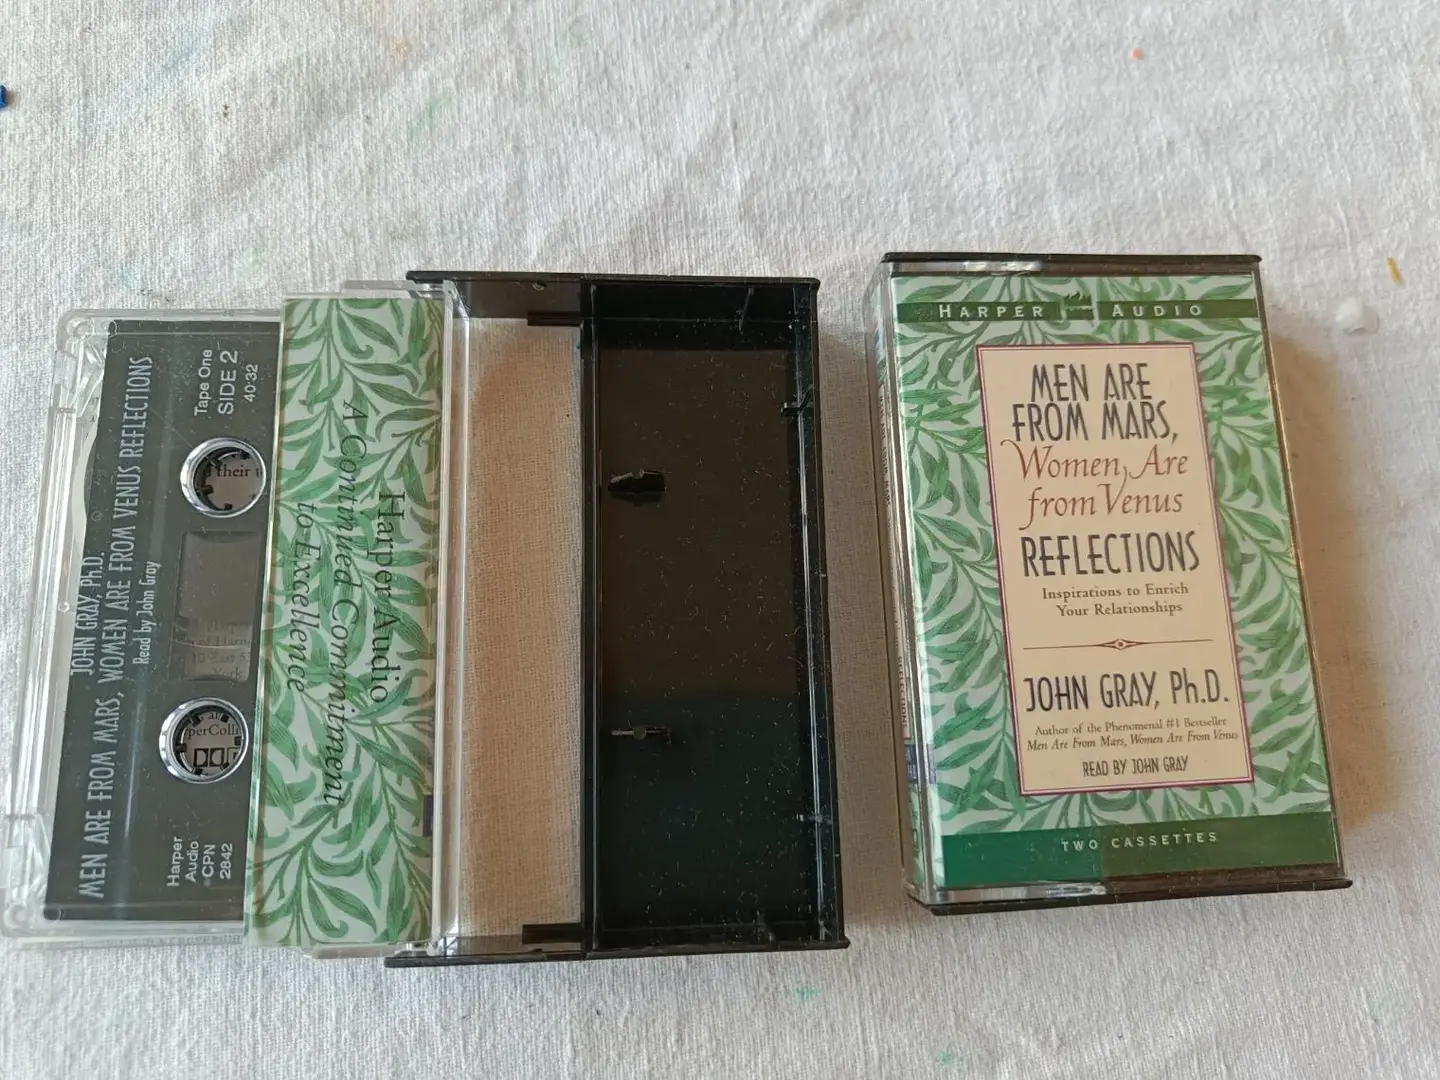 JOHN GRAY, Ph.D.
MEN ARE FROM MARS, WOMEN ARE FROM VENUS REFLECTIONS
Read by John Gray
Tape One
SIDE 2
40:32
Harper
Audio
CPN
2842
their
perColli
Harper Audio
A Continued Commitment
to Excellence
HARPER AUDIO
MEN ARE
FROM MARS,
Women Are
from Venus
REFLECTIONS
Inspirations to Enrich
Your Relationships
JOHN GRAY, Ph.D.
Author of the Phenomenal #1 Bestseller
Men Are From Mars, Women Are From Venus
READ BY JOHN GRAY
TWO CASSETTES